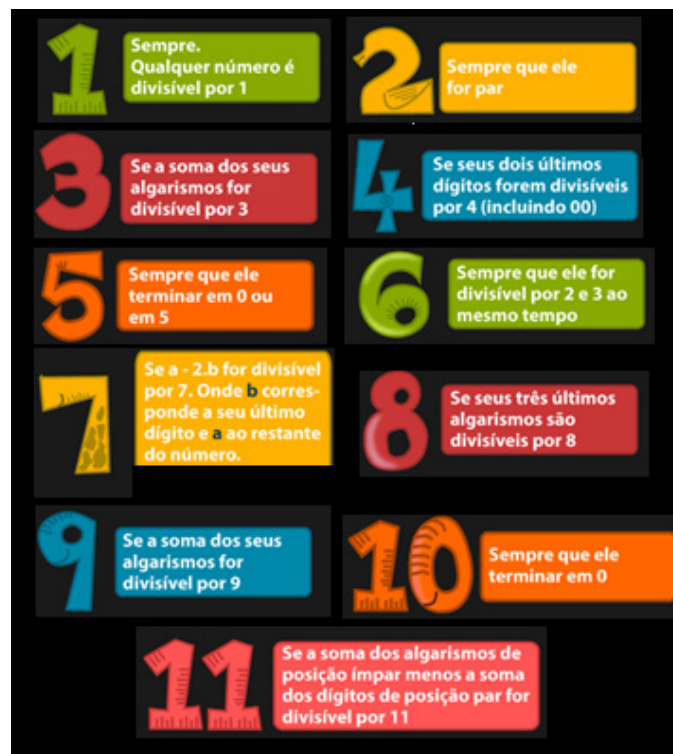 1
Sempre.
Qualquer número é
divisível por 1
2
Sempre que ele
for par
3
Se a soma dos seus
algarismos for
divisível por 3
4
Se seus dois últimos
dígitos forem divisíveis
por 4 (incluindo 00)
5
Sempre que ele
terminar em 0 ou
em 5
6
Sempre que ele for
divisível por 2 e 3 ao
mesmo tempo
7
Se a - 2.b for divisível
por 7. Onde b corres-
ponde a seu último
dígito e a ao restante
do número.
8
Se seus três últimos
algarismos são
divisíveis por 8
9
Se a soma dos seus
algarismos for
divisível por 9
10
Sempre que ele
terminar em 0
11
Se a soma dos algarismos de
posição ímpar menos a soma
dos dígitos de posição par for
divisível por 11